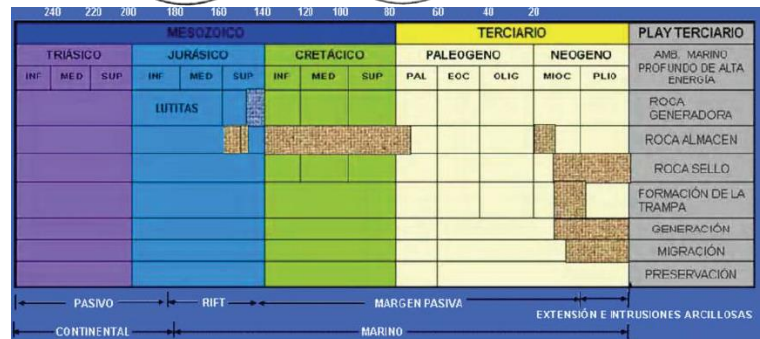 240 220 200 180 160 140 120 100 80 60 40 20
MESOZOICO TERCIARIO PLAY TERCIARIO
TRIÁSICO JURÁSICO CRETÁCICO PALEOGENO NEOGENO AMB. MARINO PROFUNDO DE ALTA ENERGÍA
INF MED SUP INF MED SUP INF MED SUP PAL EOC OLIG MIOC PLIO
LUTITAS ROCA GENERADORA
ROCA ALMACEN
ROCA SELLO
FORMACIÓN DE LA TRAMPA
GENERACIÓN
MIGRACIÓN
PRESERVACIÓN
PASIVO RIFT MARGEN PASIVA
EXTENSIÓN E INTRUSIONES ARCILLOSAS
CONTINENTAL MARINO